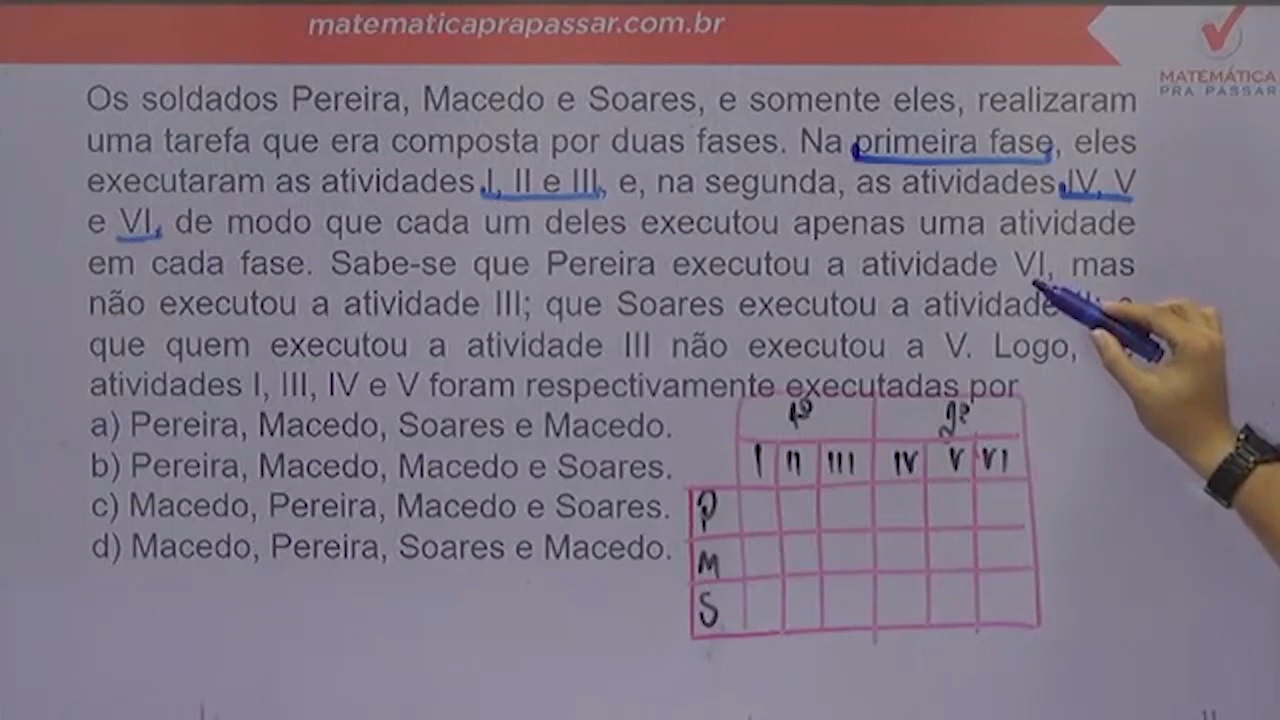 matematicaprapassar.com.br
MATEMÁTICA
PRA PASSAR
Os soldados Pereira, Macedo e Soares, e somente eles, realizaram
uma tarefa que era composta por duas fases. Na primeira fase, eles
executaram as atividades I, II e III, e, na segunda, as atividades IV, V
e VI, de modo que cada um deles executou apenas uma atividade
em cada fase. Sabe-se que Pereira executou a atividade VI, mas
não executou a atividade III; que Soares executou a atividade
que quem executou a atividade III não executou a V. Logo,
atividades I, III, IV e V foram respectivamente executadas por
a) Pereira, Macedo, Soares e Macedo.
b) Pereira, Macedo, Macedo e Soares.
c) Macedo, Pereira, Macedo e Soares.
d) Macedo, Pereira, Soares e Macedo.
1ª 2ª
I II III IV V VI
P
M
S